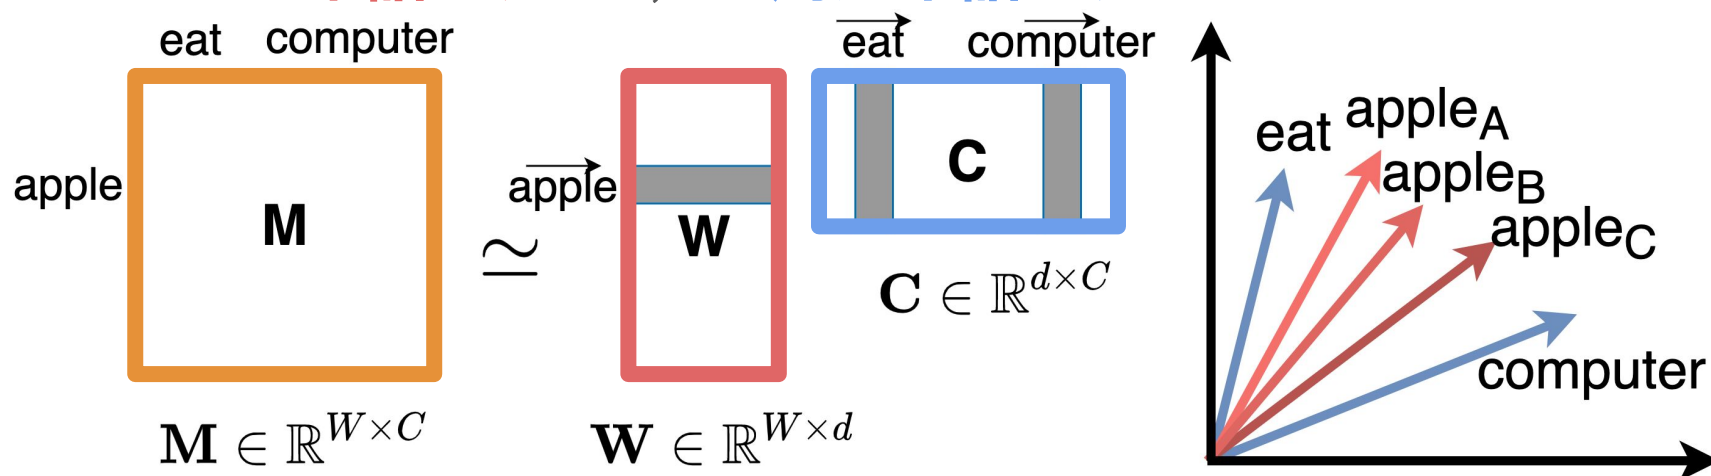 eat computer
apple
M
≃
apple
W
eat computer
C
M ∈ ℝ^{W×C}
W ∈ ℝ^{W×d}
C ∈ ℝ^{d×C}
eat
apple_A
apple_B
apple_C
computer